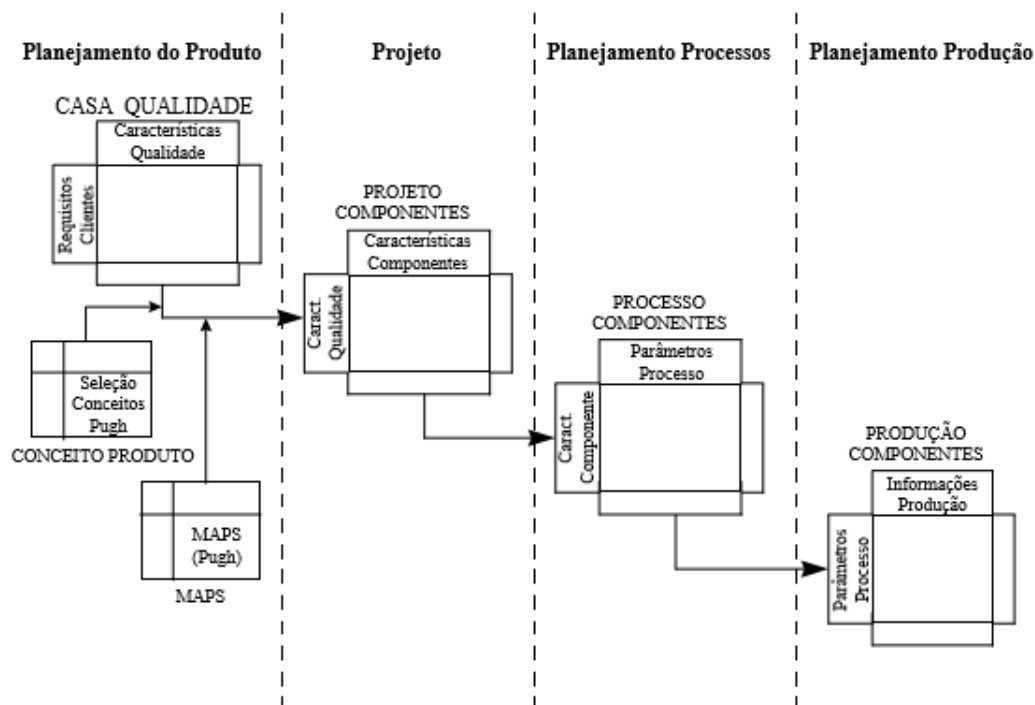 Planejamento do Produto
Projeto
Planejamento Processos
Planejamento Produção
CASA QUALIDADE
Características
Qualidade
Requisitos
Clientes
Seleção
Conceitos
Pugh
CONCEITO PRODUTO
MAPS
(Pugh)
MAPS
PROJETO
COMPONENTES
Características
Componentes
Caract.
Qualidade
PROCESSO
COMPONENTES
Parâmetros
Processo
Caract.
Componente
PRODUÇÃO
COMPONENTES
Informações
Produção
Parâmetros
Processo